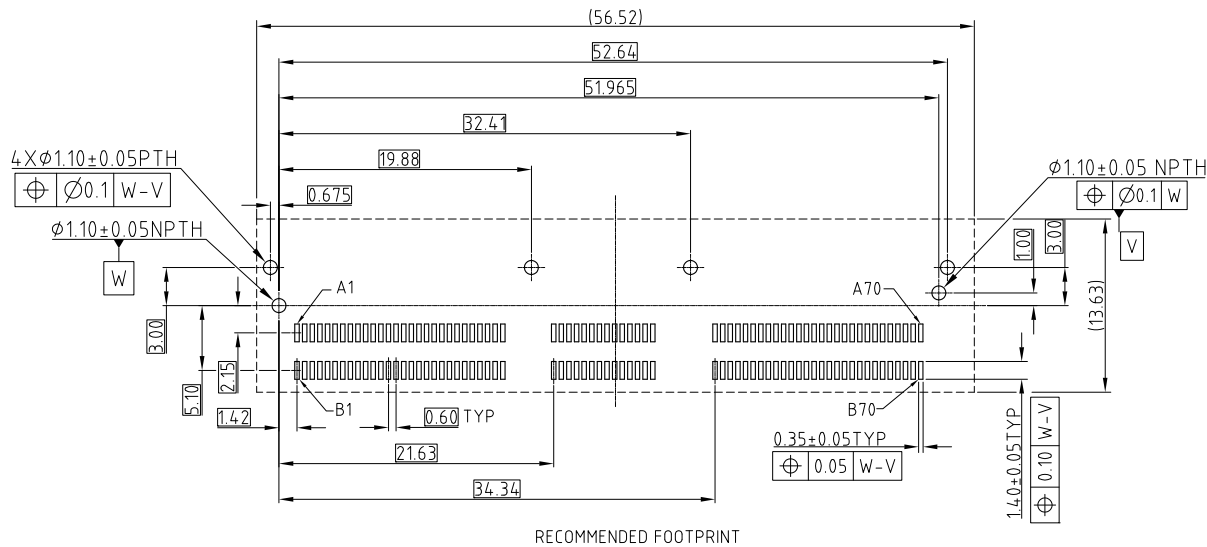 (56.52)
52.64
51.965
32.41
19.88
4XØ1.10±0.05PTH
Ø0.1 W-V
0.675
Ø1.10±0.05NPTH
W
Ø1.10±0.05 NPTH
Ø0.1 W
V
1.00
3.00
(13.63)
A1
A70
3.00
5.10
2.15
1.42
B1
0.60 TYP
B70
21.63
0.35±0.05TYP
0.05 W-V
1.40±0.05TYP
0.10 W-V
34.34
RECOMMENDED FOOTPRINT